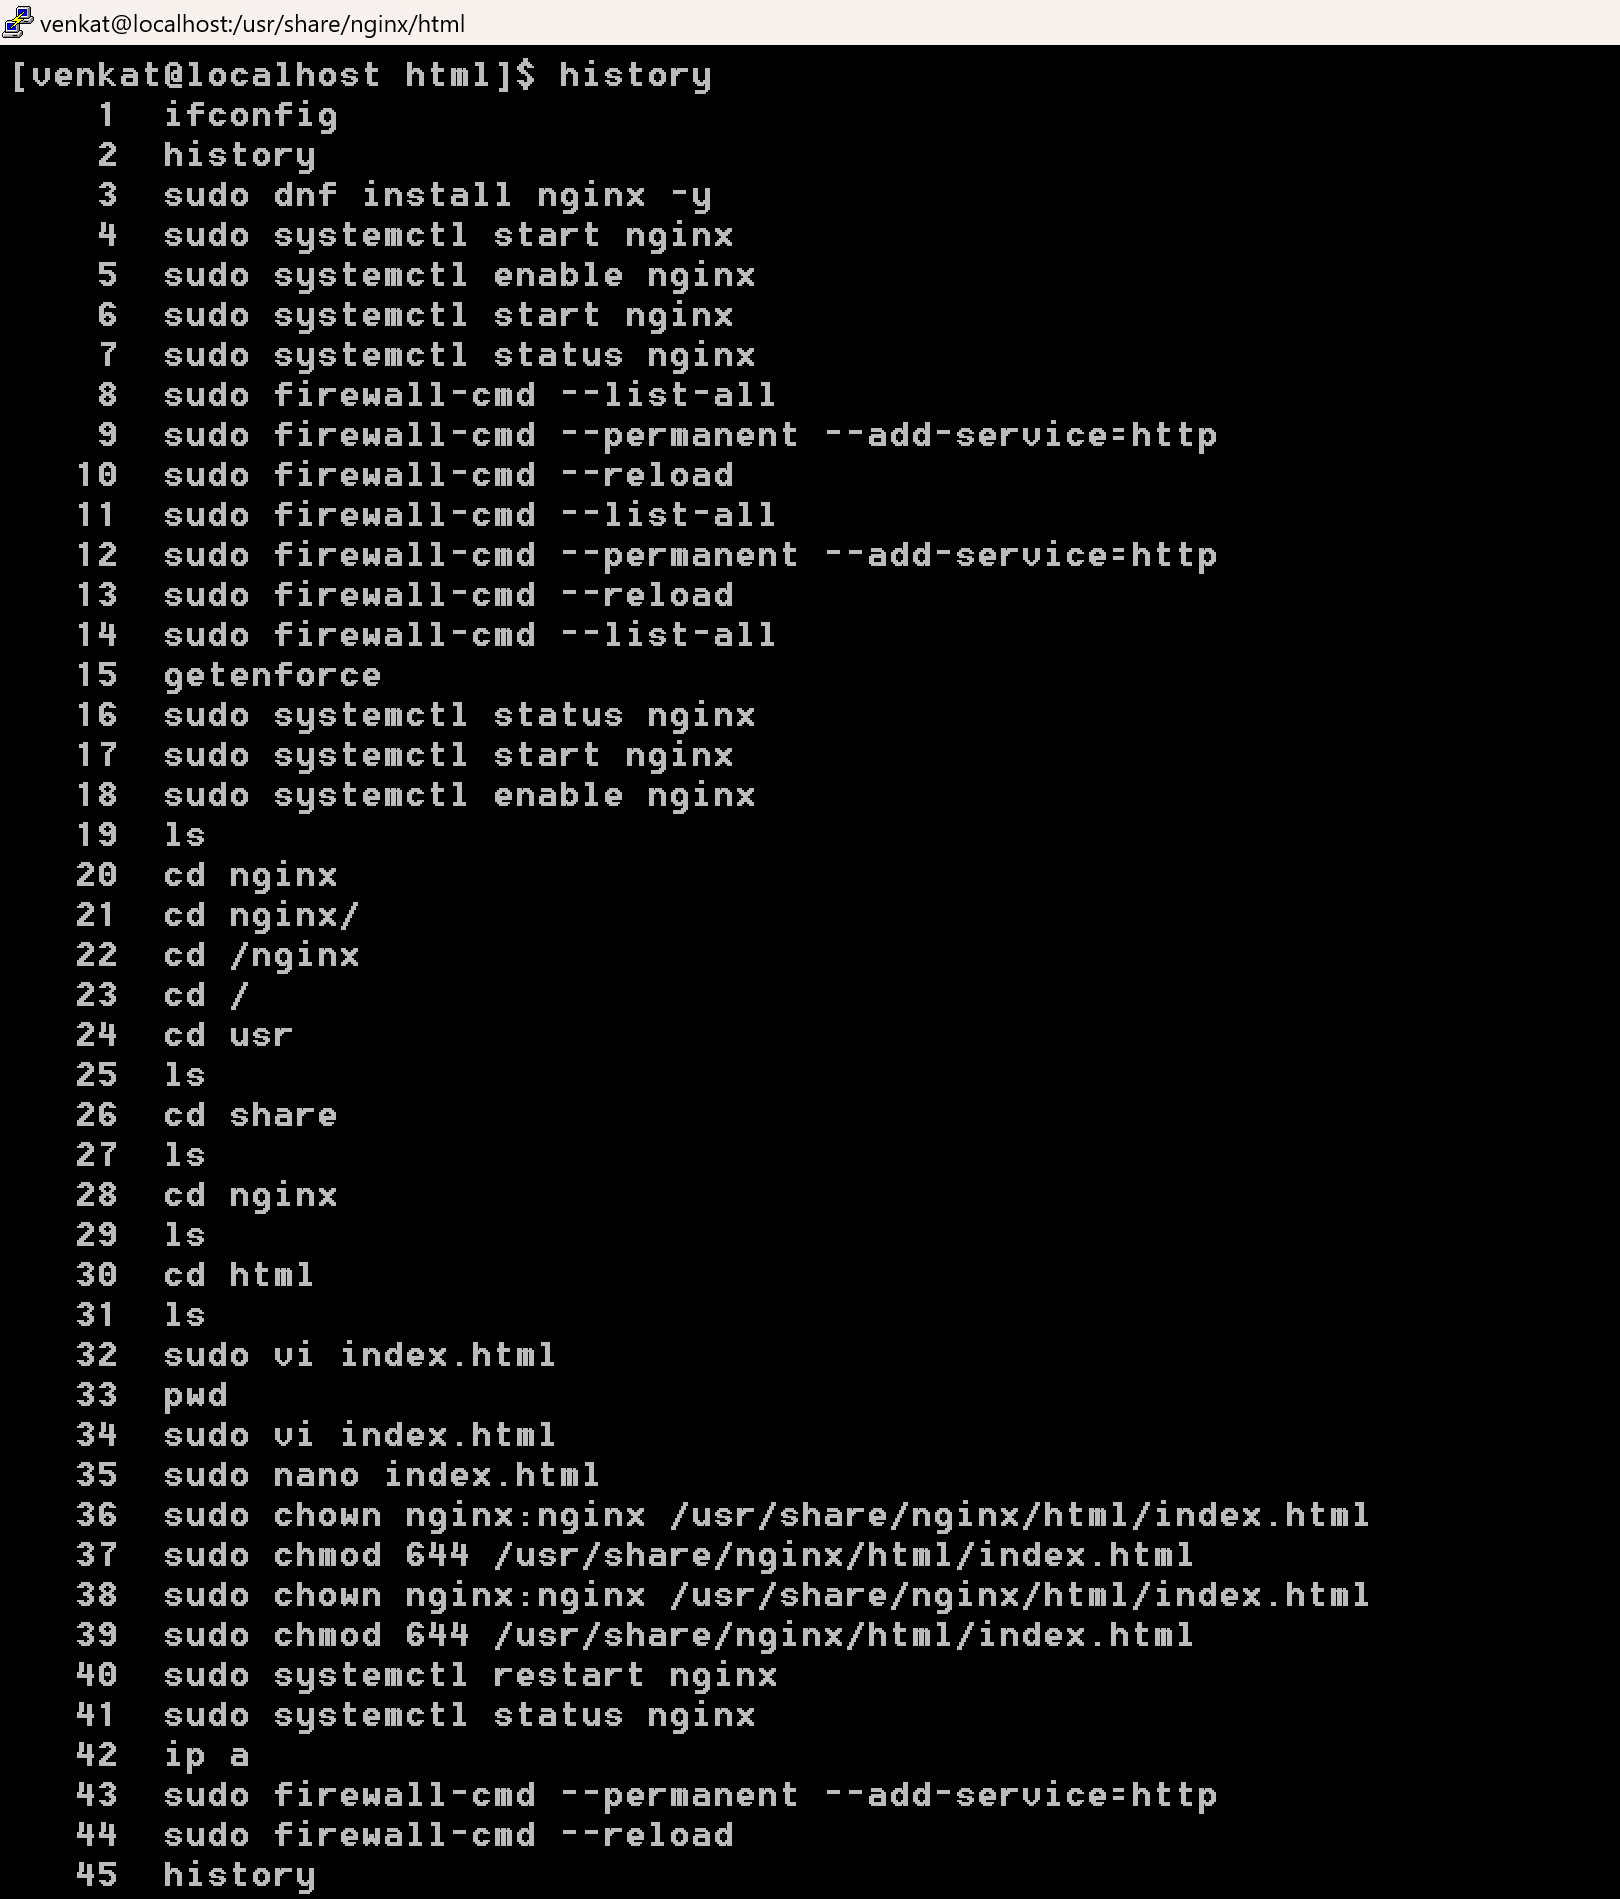 venkat@localhost:/usr/share/nginx/html
[venkat@localhost html]$ history
    1  ifconfig
    2  history
    3  sudo dnf install nginx -y
    4  sudo systemctl start nginx
    5  sudo systemctl enable nginx
    6  sudo systemctl start nginx
    7  sudo systemctl status nginx
    8  sudo firewall-cmd --list-all
    9  sudo firewall-cmd --permanent --add-service=http
   10  sudo firewall-cmd --reload
   11  sudo firewall-cmd --list-all
   12  sudo firewall-cmd --permanent --add-service=http
   13  sudo firewall-cmd --reload
   14  sudo firewall-cmd --list-all
   15  getenforce
   16  sudo systemctl status nginx
   17  sudo systemctl start nginx
   18  sudo systemctl enable nginx
   19  ls
   20  cd nginx
   21  cd nginx/
   22  cd /nginx
   23  cd /
   24  cd usr
   25  ls
   26  cd share
   27  ls
   28  cd nginx
   29  ls
   30  cd html
   31  ls
   32  sudo vi index.html
   33  pwd
   34  sudo vi index.html
   35  sudo nano index.html
   36  sudo chown nginx:nginx /usr/share/nginx/html/index.html
   37  sudo chmod 644 /usr/share/nginx/html/index.html
   38  sudo chown nginx:nginx /usr/share/nginx/html/index.html
   39  sudo chmod 644 /usr/share/nginx/html/index.html
   40  sudo systemctl restart nginx
   41  sudo systemctl status nginx
   42  ip a
   43  sudo firewall-cmd --permanent --add-service=http
   44  sudo firewall-cmd --reload
   45  history